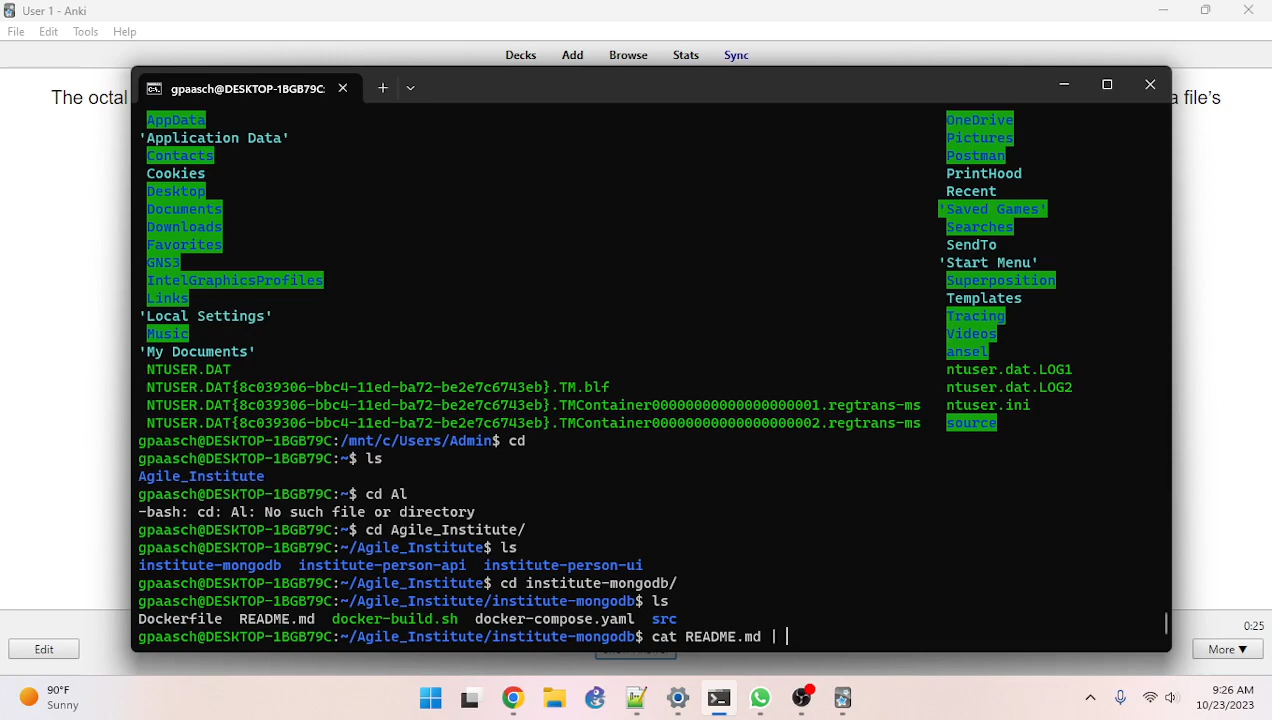 User 1 - Anki
File Edit Tools Help
Decks Add Browse Stats Sync
The octal
a file's
gpaasch@DESKTOP-1BGB79C:
AppData OneDrive
'Application Data' Pictures
Contacts Postman
Cookies PrintHood
Desktop Recent
Documents 'Saved Games'
Downloads Searches
Favorites SendTo
GNS3 'Start Menu'
IntelGraphicsProfiles Superposition
Links Templates
'Local Settings' Tracing
Music Videos
'My Documents' ansel
NTUSER.DAT ntuser.dat.LOG1
NTUSER.DAT{8c039306-bbc4-11ed-ba72-be2e7c6743eb}.TM.blf ntuser.dat.LOG2
NTUSER.DAT{8c039306-bbc4-11ed-ba72-be2e7c6743eb}.TMContainer00000000000000000001.regtrans-ms ntuser.ini
NTUSER.DAT{8c039306-bbc4-11ed-ba72-be2e7c6743eb}.TMContainer00000000000000000002.regtrans-ms source
gpaasch@DESKTOP-1BGB79C:/mnt/c/Users/Admin$ cd
gpaasch@DESKTOP-1BGB79C:~$ ls
Agile_Institute
gpaasch@DESKTOP-1BGB79C:~$ cd Al
-bash: cd: Al: No such file or directory
gpaasch@DESKTOP-1BGB79C:~$ cd Agile_Institute/
gpaasch@DESKTOP-1BGB79C:~/Agile_Institute$ ls
institute-mongodb institute-person-api institute-person-ui
gpaasch@DESKTOP-1BGB79C:~/Agile_Institute$ cd institute-mongodb/
gpaasch@DESKTOP-1BGB79C:~/Agile_Institute/institute-mongodb$ ls
Dockerfile README.md docker-build.sh docker-compose.yaml src
gpaasch@DESKTOP-1BGB79C:~/Agile_Institute/institute-mongodb$ cat README.md |
0:25
Edit
More ▼
90°F
Sunny
9:26 AM
10/23/2023